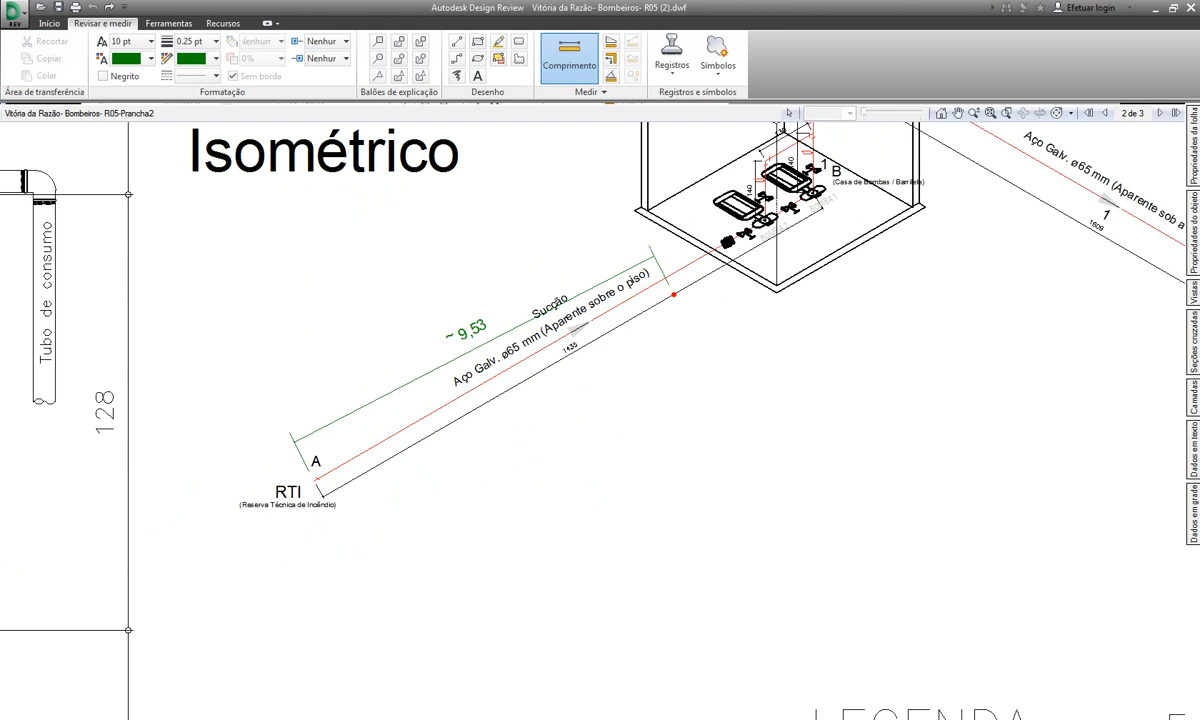 Autodesk Design Review    Vitória da Razão- Bombeiros- R05 (2).dwf
Efetuar login
REV
Início   Revisar e medir   Ferramentas   Recursos
Recortar
Copiar
Colar
Área de transferência
10 pt   0.25 pt   Nenhum   Nenhur
0%   Nenhur
Negrito   Sem borda
Formatação
Balões de explicação
Desenho
Comprimento
Medir
Registros   Símbolos
Registros e símbolos
Vitória da Razão- Bombeiros- R05-Prancha2
2 de 3
Propriedades da folha
Propriedades do objeto
Vistas
Seções cruzadas
Camadas
Dados em texto
Dados em grade
Isométrico
Tubo de consumo
128
1
B
(Casa de Bombas / Barrilete)
140
140
BOMBA1
Aço Galv. ø65 mm (Aparente sob a
1
1606
~ 9,53
Sucção
Aço Galv. ø65 mm (Aparente sobre o piso)
1435
A
RTI
(Reserva Técnica de Incêndio)
LEGENDA